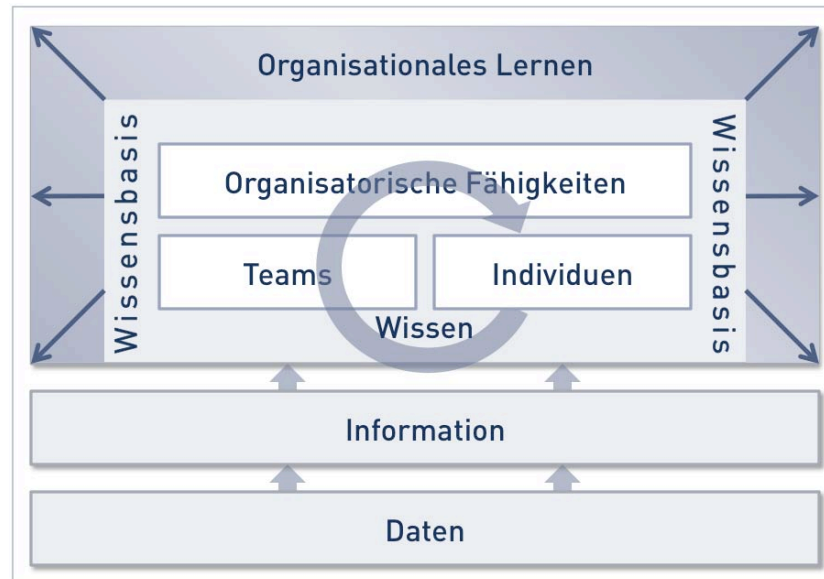 Organisationales Lernen
Wissensbasis
Wissensbasis
Organisatorische Fähigkeiten
Teams
Individuen
Wissen
Information
Daten